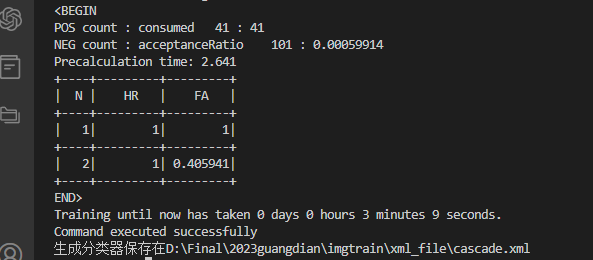 <BEGIN
POS count : consumed   41 : 41
NEG count : acceptanceRatio    101 : 0.00059914
Precalculation time: 2.641
+----+---------+---------+
|  N |    HR   |    FA   |
+----+---------+---------+
|   1|        1|        1|
+----+---------+---------+
|   2|        1| 0.405941|
+----+---------+---------+
END>
Training until now has taken 0 days 0 hours 3 minutes 9 seconds.
Command executed successfully
生成分类器保存在D:\Final\2023guangdian\imgtrain\xml_file\cascade.xml